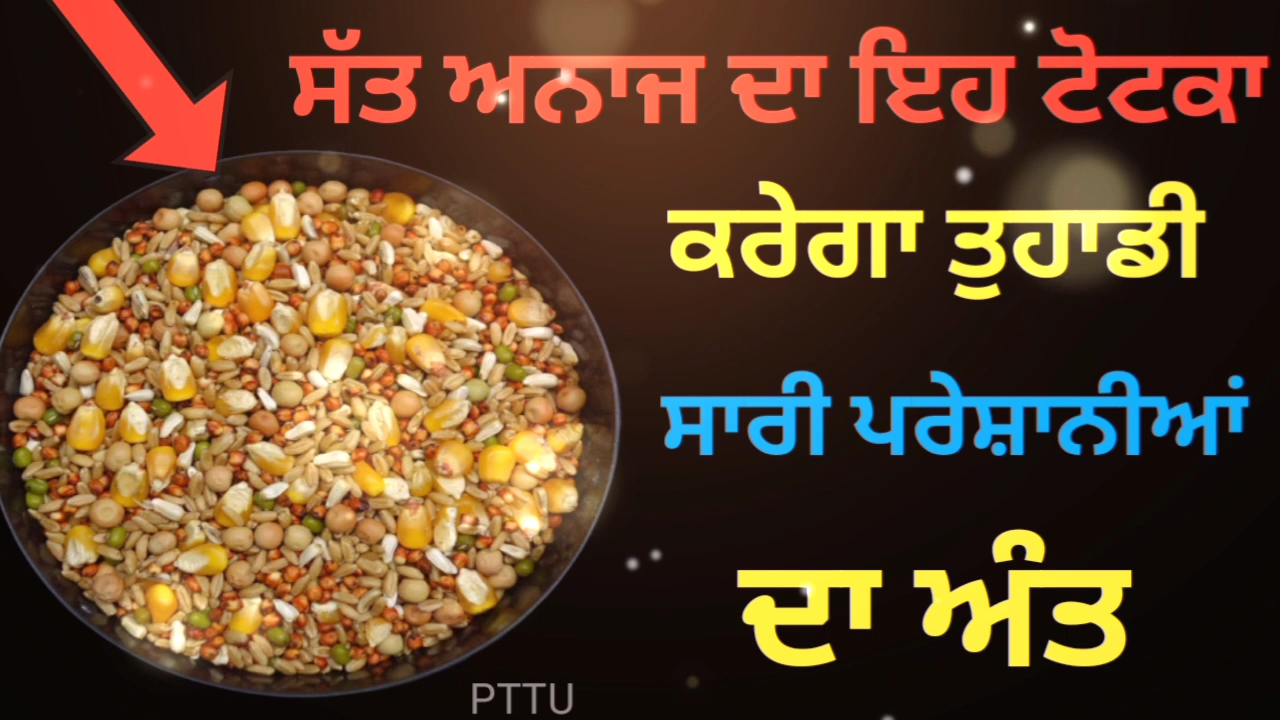 ਸੱਤ ਅਨਾਜ ਦਾ ਇਹ ਟੋਟਕਾ
ਕਰੇਗਾ ਤੁਹਾਡੀ
ਸਾਰੀ ਪਰੇਸ਼ਾਨੀਆਂ
ਦਾ ਅੰਤ
PTTU